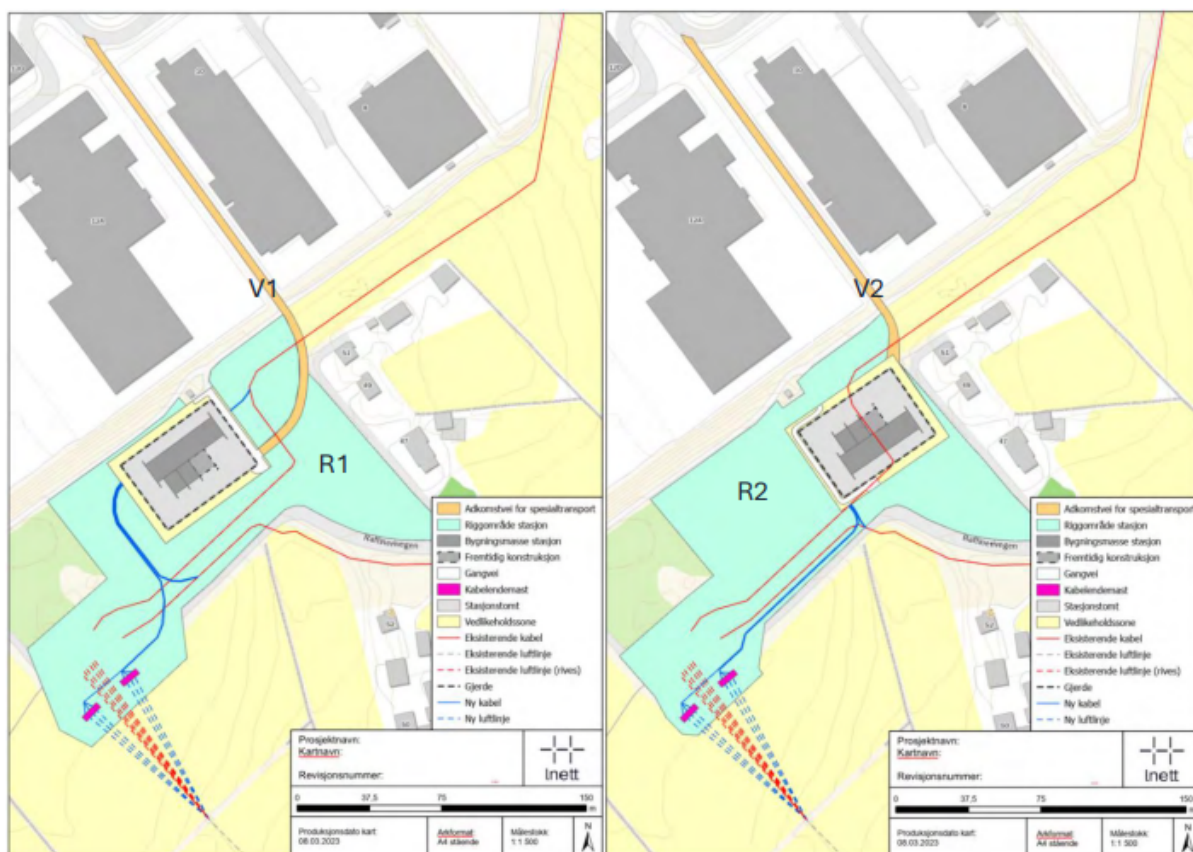 12A
V1
R1
Raffineriveien
Adkomstvei for spesialtransport
Riggområde stasjon
Bygningsmasse stasjon
Fremtidig konstruksjon
Gangvei
Kabelendemast
Stasjonstomt
Vedlikeholdssone
Eksisterende kabel
Eksisterende luftlinje
Eksisterende luftlinje (rives)
Gjerde
Ny kabel
Ny luftlinje
Prosjektnavn:
Kartnavn:
Revisjonsnummer:
lnett
0 37,5 75 150
m
Produksjonsdato kart:
08.03.2023
Arkformat:
A4 stående
Målestokk:
1:1 500
N
12A
V2
R2
Raffineriveien
Adkomstvei for spesialtransport
Riggområde stasjon
Bygningsmasse stasjon
Fremtidig konstruksjon
Gangvei
Kabelendemast
Stasjonstomt
Vedlikeholdssone
Eksisterende kabel
Eksisterende luftlinje
Eksisterende luftlinje (rives)
Gjerde
Ny kabel
Ny luftlinje
Prosjektnavn:
Kartnavn:
Revisjonsnummer:
lnett
0 37,5 75 150
m
Produksjonsdato kart:
08.03.2023
Arkformat:
A4 stående
Målestokk:
1:1 500
N